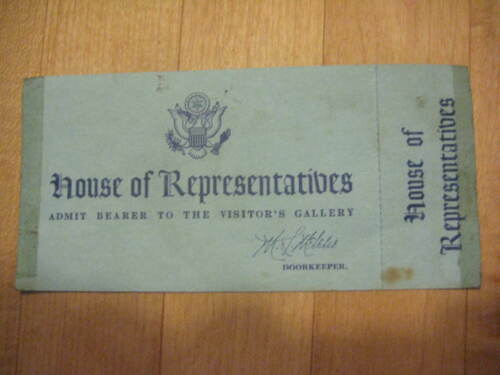 House of Representatives
ADMIT BEARER TO THE VISITOR'S GALLERY
DOORKEEPER.
House of
Representatives